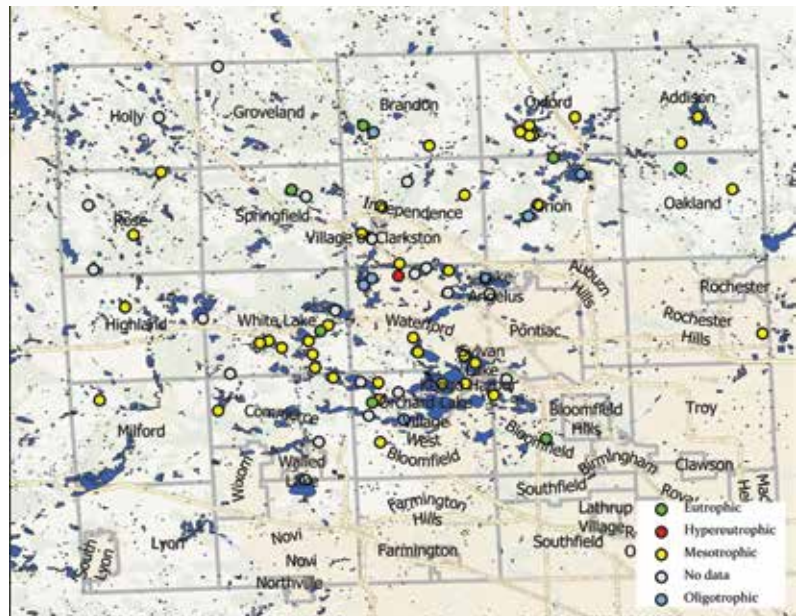 Holly
Groveland
Brandon
Oxford
Addison
Rose
Springfield
Independence
Orion
Oakland
Village of Clarkston
Highland
White Lake
Waterford
Lake
Angelus
Auburn
Hills
Pontiac
Rochester
Rochester
Hills
Sylvan
Lake
Milford
Commerce
Orchard Lake
Village
West
Bloomfield
Bloomfield
Bloomfield
Hills
Troy
Birmingham
Clawson
Wixom
Walled
Lake
Southfield
Lathrup
Village
Southfield
South
Lyon
Lyon
Novi
Novi
Northville
Farmington
Hills
Farmington
Eutrophic
Hypereutrophic
Mesotrophic
No data
Oligotrophic